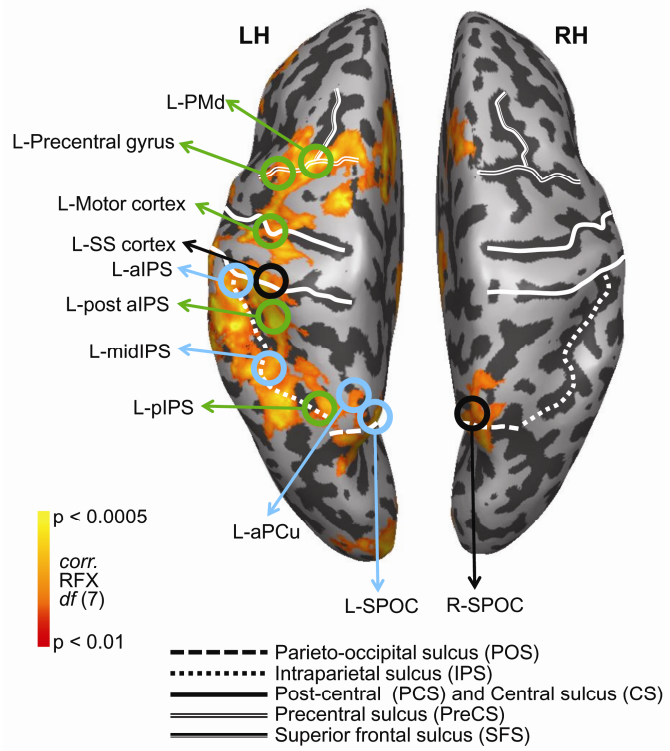 LH
RH
L-PMd
L-Precentral gyrus
L-Motor cortex
L-SS cortex
L-aIPS
L-post aIPS
L-midIPS
L-pIPS
L-aPCu
L-SPOC
R-SPOC
p < 0.0005
corr.
RFX
df (7)
p < 0.01
Parieto-occipital sulcus (POS)
Intraparietal sulcus (IPS)
Post-central (PCS) and Central sulcus (CS)
Precentral sulcus (PreCS)
Superior frontal sulcus (SFS)